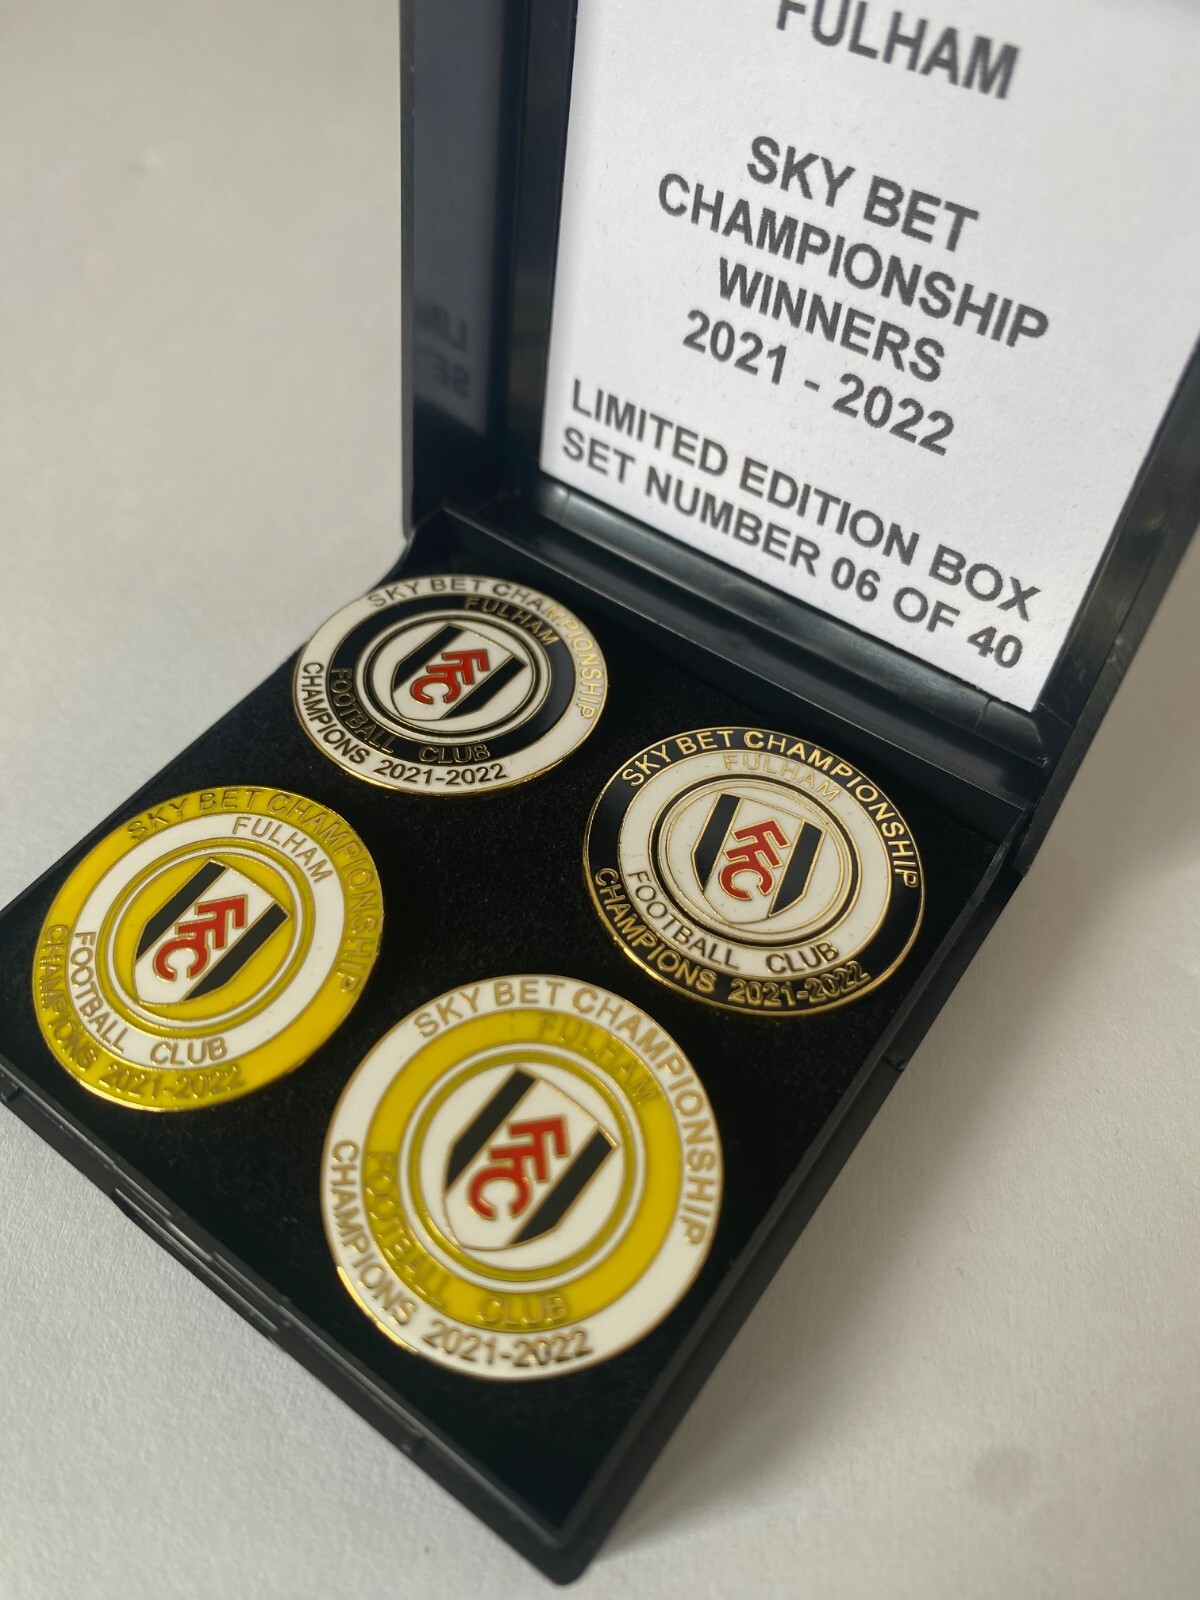 FULHAM
SKY BET
CHAMPIONSHIP
WINNERS
2021 - 2022
LIMITED EDITION BOX
SET NUMBER 06 OF 40
SKY BET CHAMPIONSHIP
FULHAM
FFC
FOOTBALL CLUB
CHAMPIONS 2021-2022
SKY BET CHAMPIONSHIP
FULHAM
FFC
FOOTBALL CLUB
CHAMPIONS 2021-2022
SKY BET CHAMPIONSHIP
FULHAM
FFC
FOOTBALL CLUB
CHAMPIONS 2021-2022
SKY BET CHAMPIONSHIP
FULHAM
FFC
FOOTBALL CLUB
CHAMPIONS 2021-2022